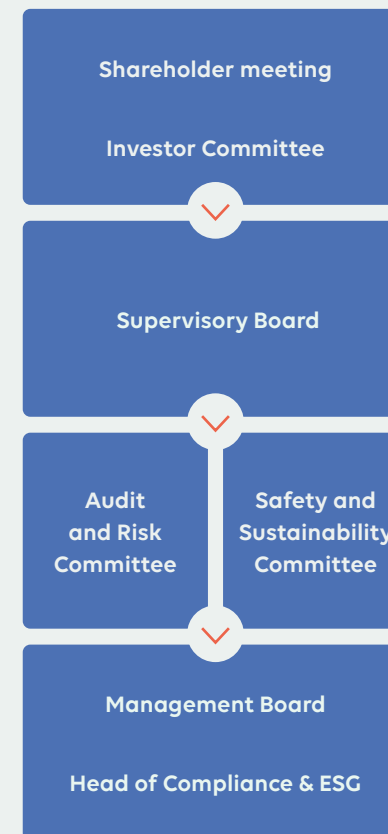 Shareholder meeting
Investor Committee
Supervisory Board
Audit
and Risk
Committee
Safety and
Sustainability
Committee
Management Board
Head of Compliance & ESG